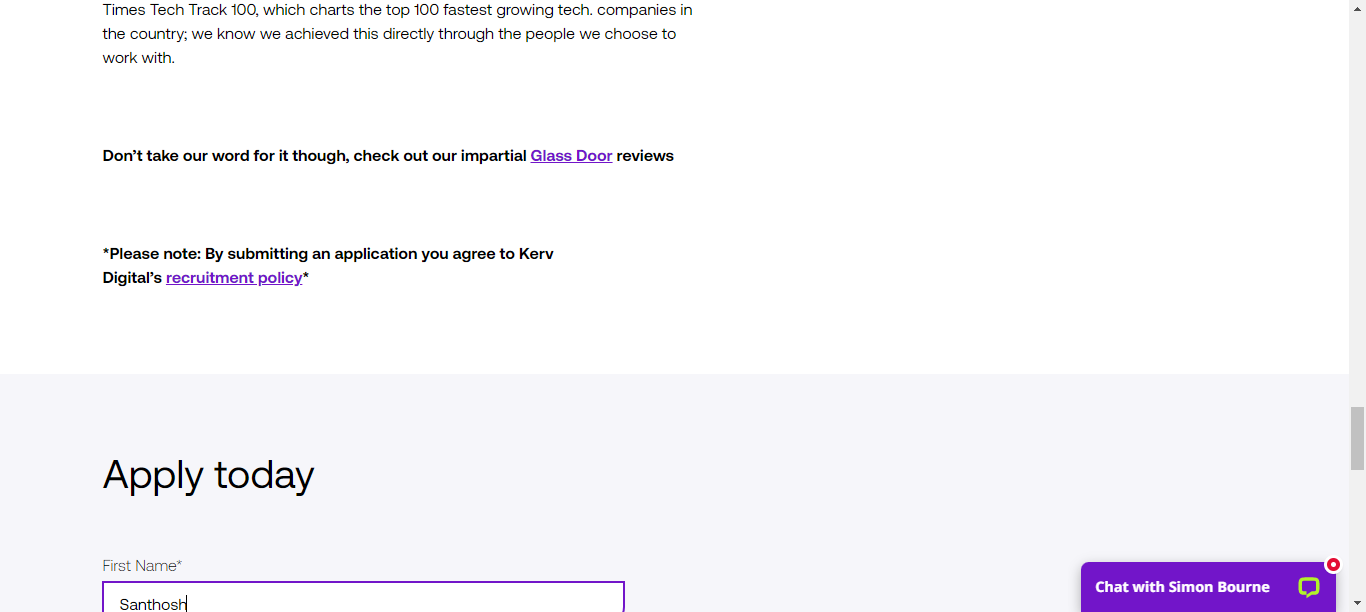 Times Tech Track 100, which charts the top 100 fastest growing tech. companies in
the country; we know we achieved this directly through the people we choose to
work with.
Don’t take our word for it though, check out our impartial Glass Door reviews
*Please note: By submitting an application you agree to Kerv
Digital’s recruitment policy*
Apply today
First Name*
Santhosh
Chat with Simon Bourne